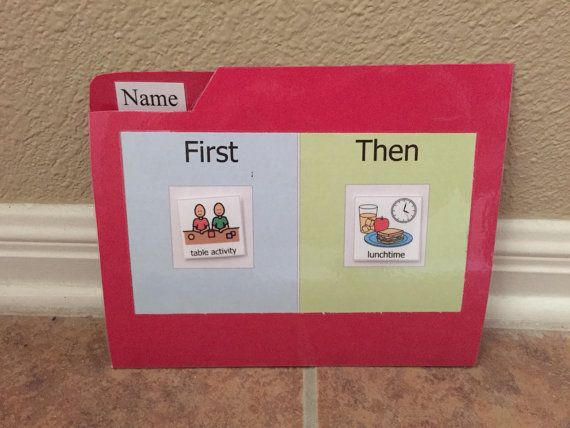 Name
First
Then
table activity
lunchtime